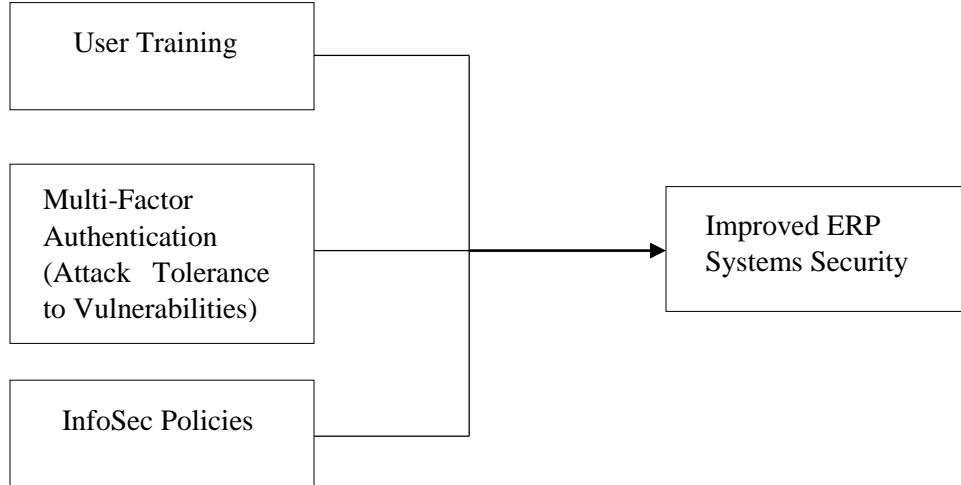 User Training
Multi-Factor
Authentication
(Attack Tolerance
to Vulnerabilities)
InfoSec Policies
Improved ERP
Systems Security